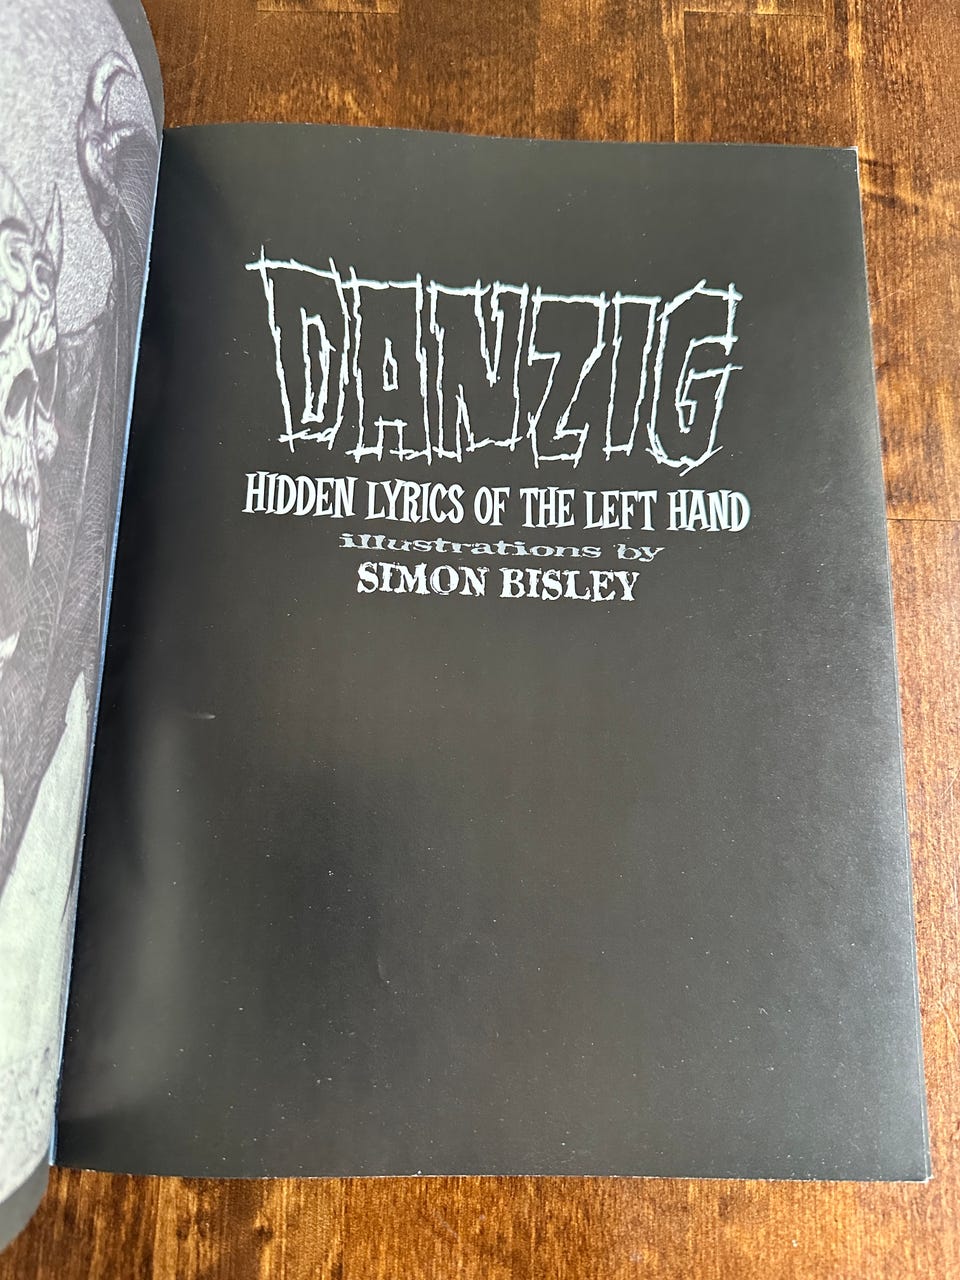 DANZIG
HIDDEN LYRICS OF THE LEFT HAND
illustrations by
SIMON BISLEY